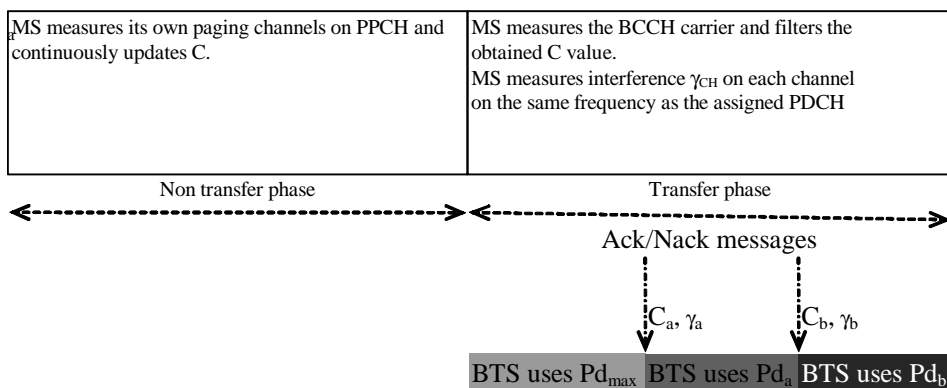 aMS measures its own paging channels on PPCH and
continuously updates C.
MS measures the BCCH carrier and filters the
obtained C value.
MS measures interference γCH on each channel
on the same frequency as the assigned PDCH
Non transfer phase
Transfer phase
Ack/Nack messages
Ca, γa
Cb, γb
BTS uses Pdmax
BTS uses Pda
BTS uses Pdb